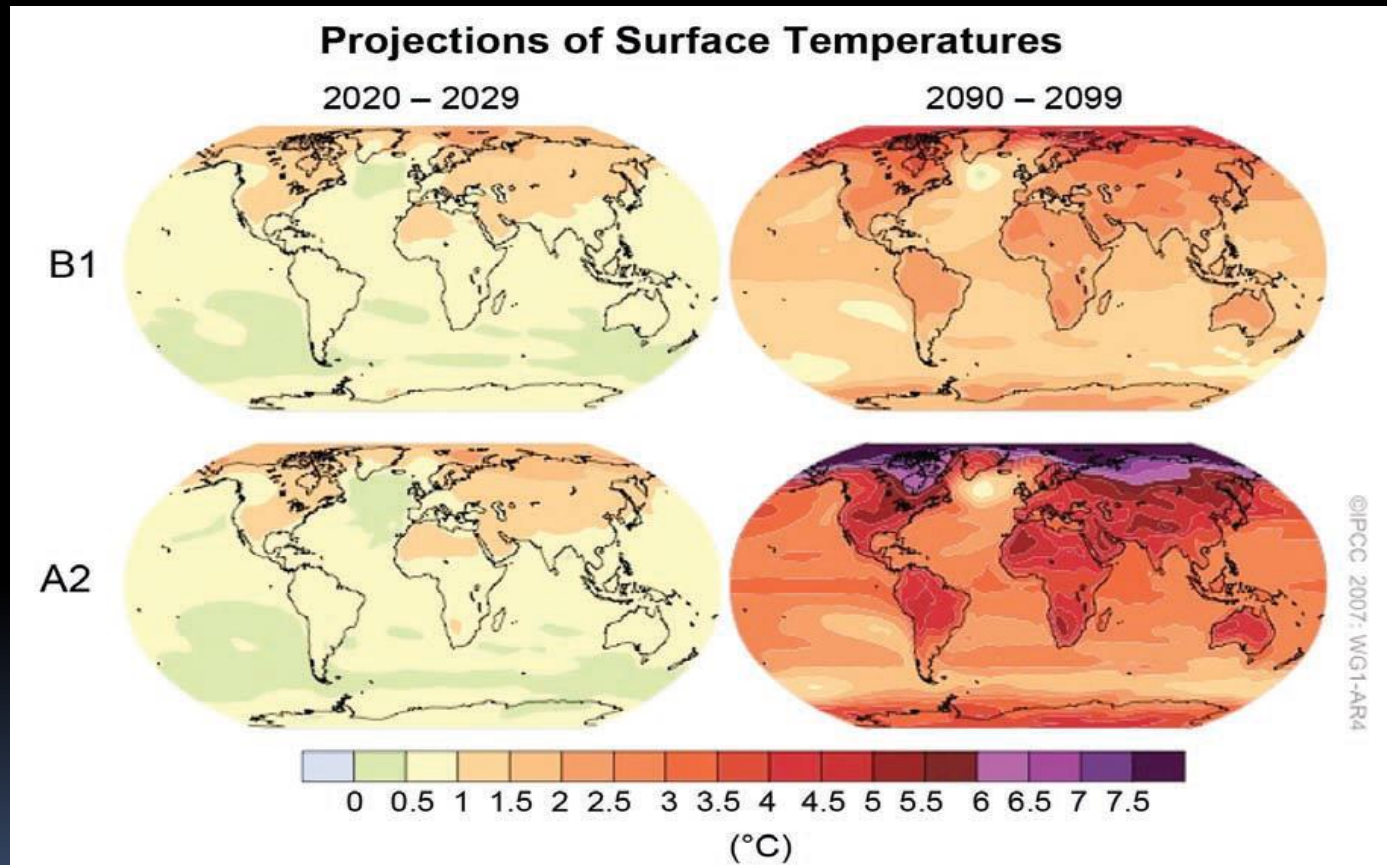 Projections of Surface Temperatures
2020 – 2029 2090 – 2099
B1
A2
0 0.5 1 1.5 2 2.5 3 3.5 4 4.5 5 5.5 6 6.5 7 7.5
(°C)
©IPCC 2007: WG1-AR4